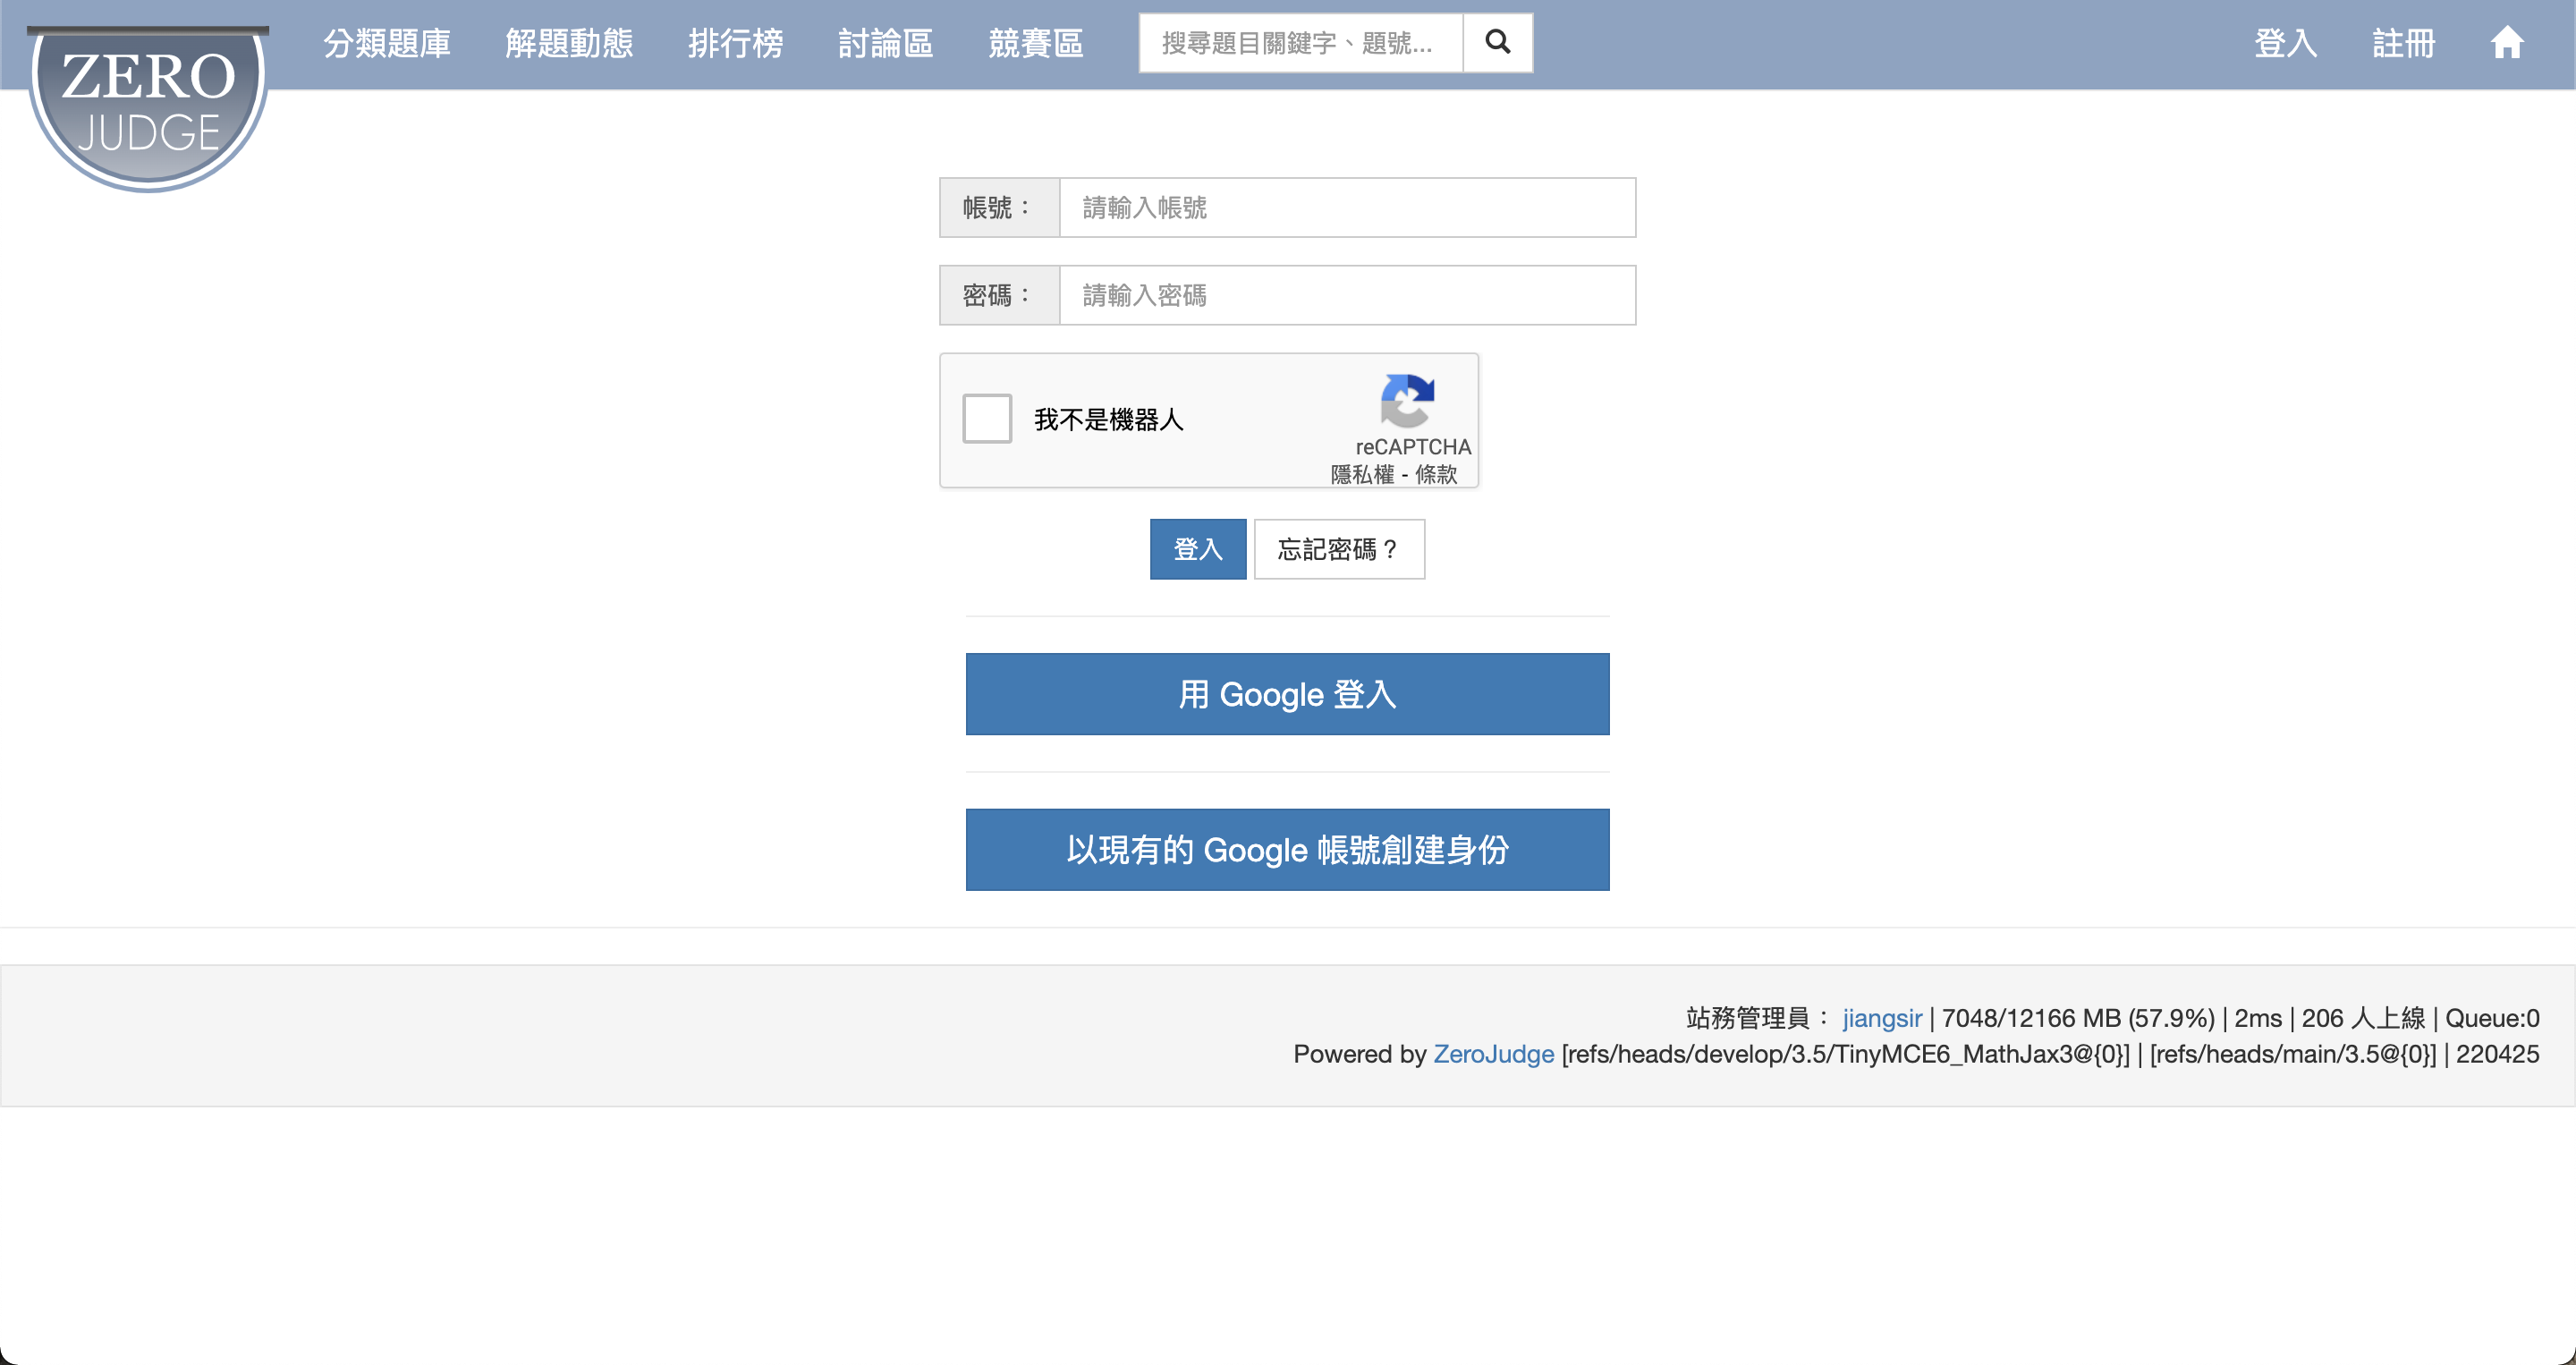 ZERO
JUDGE
分類題庫 解題動態 排行榜 討論區 競賽區 搜尋題目關鍵字、題號... 登入 註冊
帳號： 請輸入帳號
密碼： 請輸入密碼
我不是機器人
reCAPTCHA
隱私權 - 條款
登入 忘記密碼？
用 Google 登入
以現有的 Google 帳號創建身份
站務管理員： jiangsir | 7048/12166 MB (57.9%) | 2ms | 206 人上線 | Queue:0
Powered by ZeroJudge [refs/heads/develop/3.5/TinyMCE6_MathJax3@{0}] | [refs/heads/main/3.5@{0}] | 220425